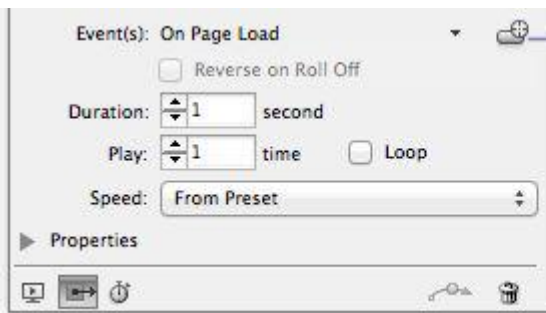 Event(s): On Page Load
Reverse on Roll Off
Duration: 1 second
Play: 1 time Loop
Speed: From Preset
Properties